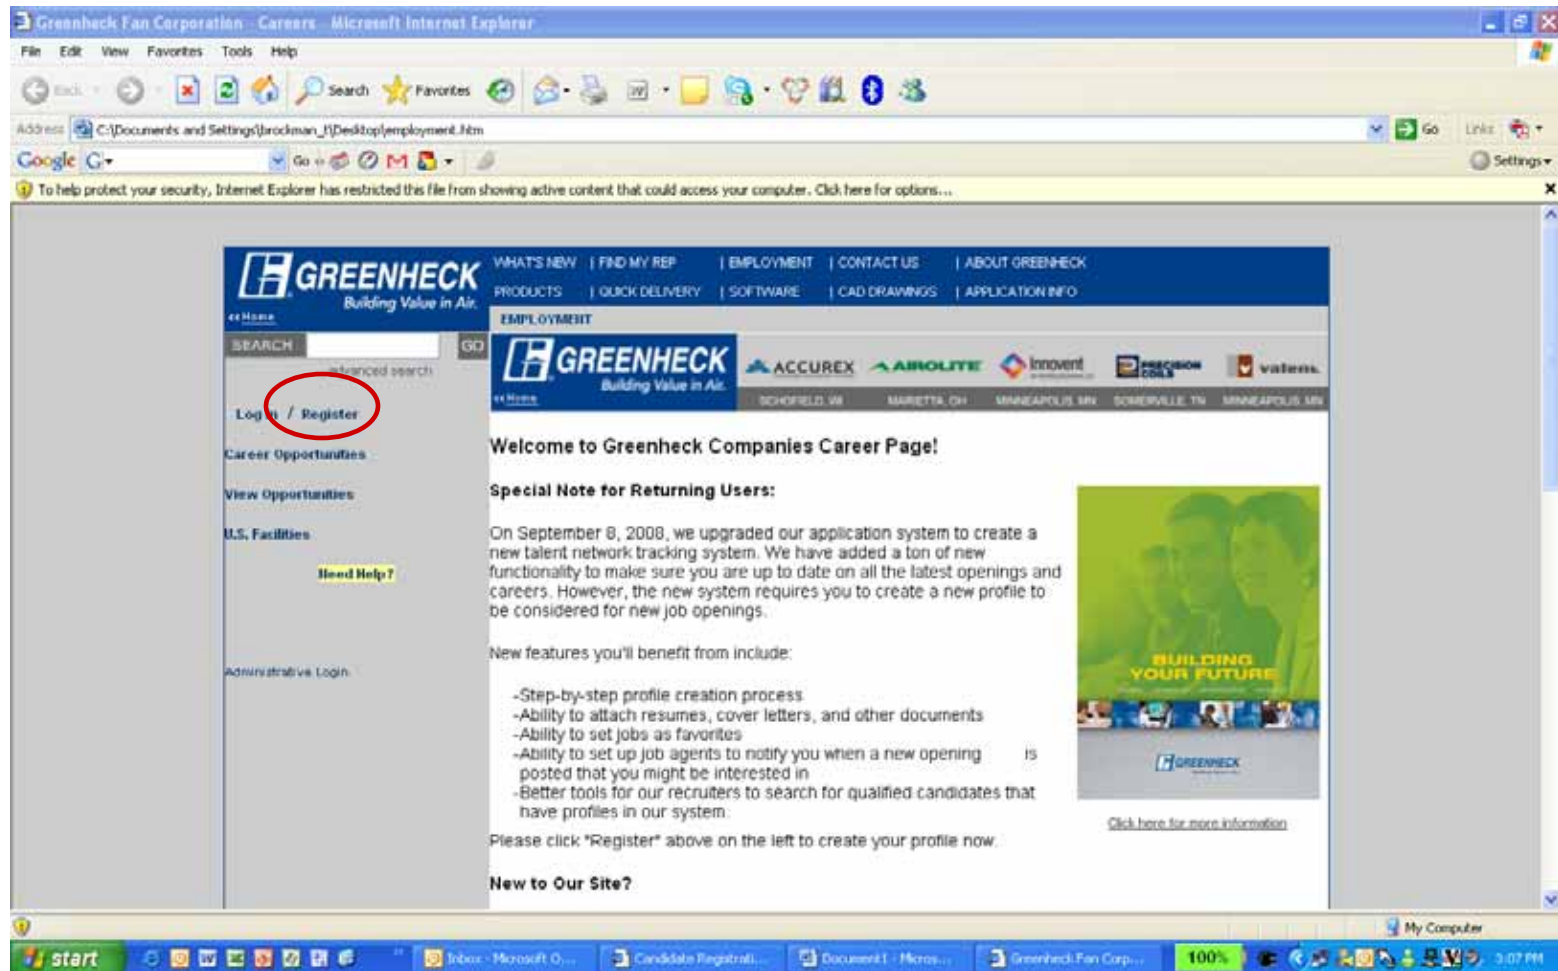 Greenheck Fan Corporation - Careers - Microsoft Internet Explorer
File Edit View Favorites Tools Help
Back Search Favorites
Address C:\Documents and Settings\brockman_t\Desktop\employment.htm Go Links
Google G Go Settings
To help protect your security, Internet Explorer has restricted this file from showing active content that could access your computer. Click here for options...
GREENHECK
Building Value in Air.
<< Home
WHAT'S NEW | FIND MY REP | EMPLOYMENT | CONTACT US | ABOUT GREENHECK
PRODUCTS | QUICK DELIVERY | SOFTWARE | CAD DRAWINGS | APPLICATION INFO
EMPLOYMENT
SEARCH GO
advanced search
Log in / Register
Career Opportunities
View Opportunities
U.S. Facilities
Need Help?
Administrative Login
GREENHECK
Building Value in Air.
<< Home
ACCUREX AIROLITE Innovent PRECISION COILS valent
SCHOFIELD, WI MARIETTA, OH MINNEAPOLIS, MN SOMERVILLE, TN MINNEAPOLIS, MN
Welcome to Greenheck Companies Career Page!
Special Note for Returning Users:
On September 8, 2008, we upgraded our application system to create a
new talent network tracking system. We have added a ton of new
functionality to make sure you are up to date on all the latest openings and
careers. However, the new system requires you to create a new profile to
be considered for new job openings.
New features you'll benefit from include:
-Step-by-step profile creation process
-Ability to attach resumes, cover letters, and other documents
-Ability to set jobs as favorites
-Ability to set up job agents to notify you when a new opening is
posted that you might be interested in
-Better tools for our recruiters to search for qualified candidates that
have profiles in our system.
Please click "Register" above on the left to create your profile now.
New to Our Site?
BUILDING
YOUR FUTURE
GREENHECK
Click here for more information
My Computer
start Inbox - Microsoft O... Candidate Registrati... Document1 - Micros... Greenheck Fan Corp... 100% 3:07 PM